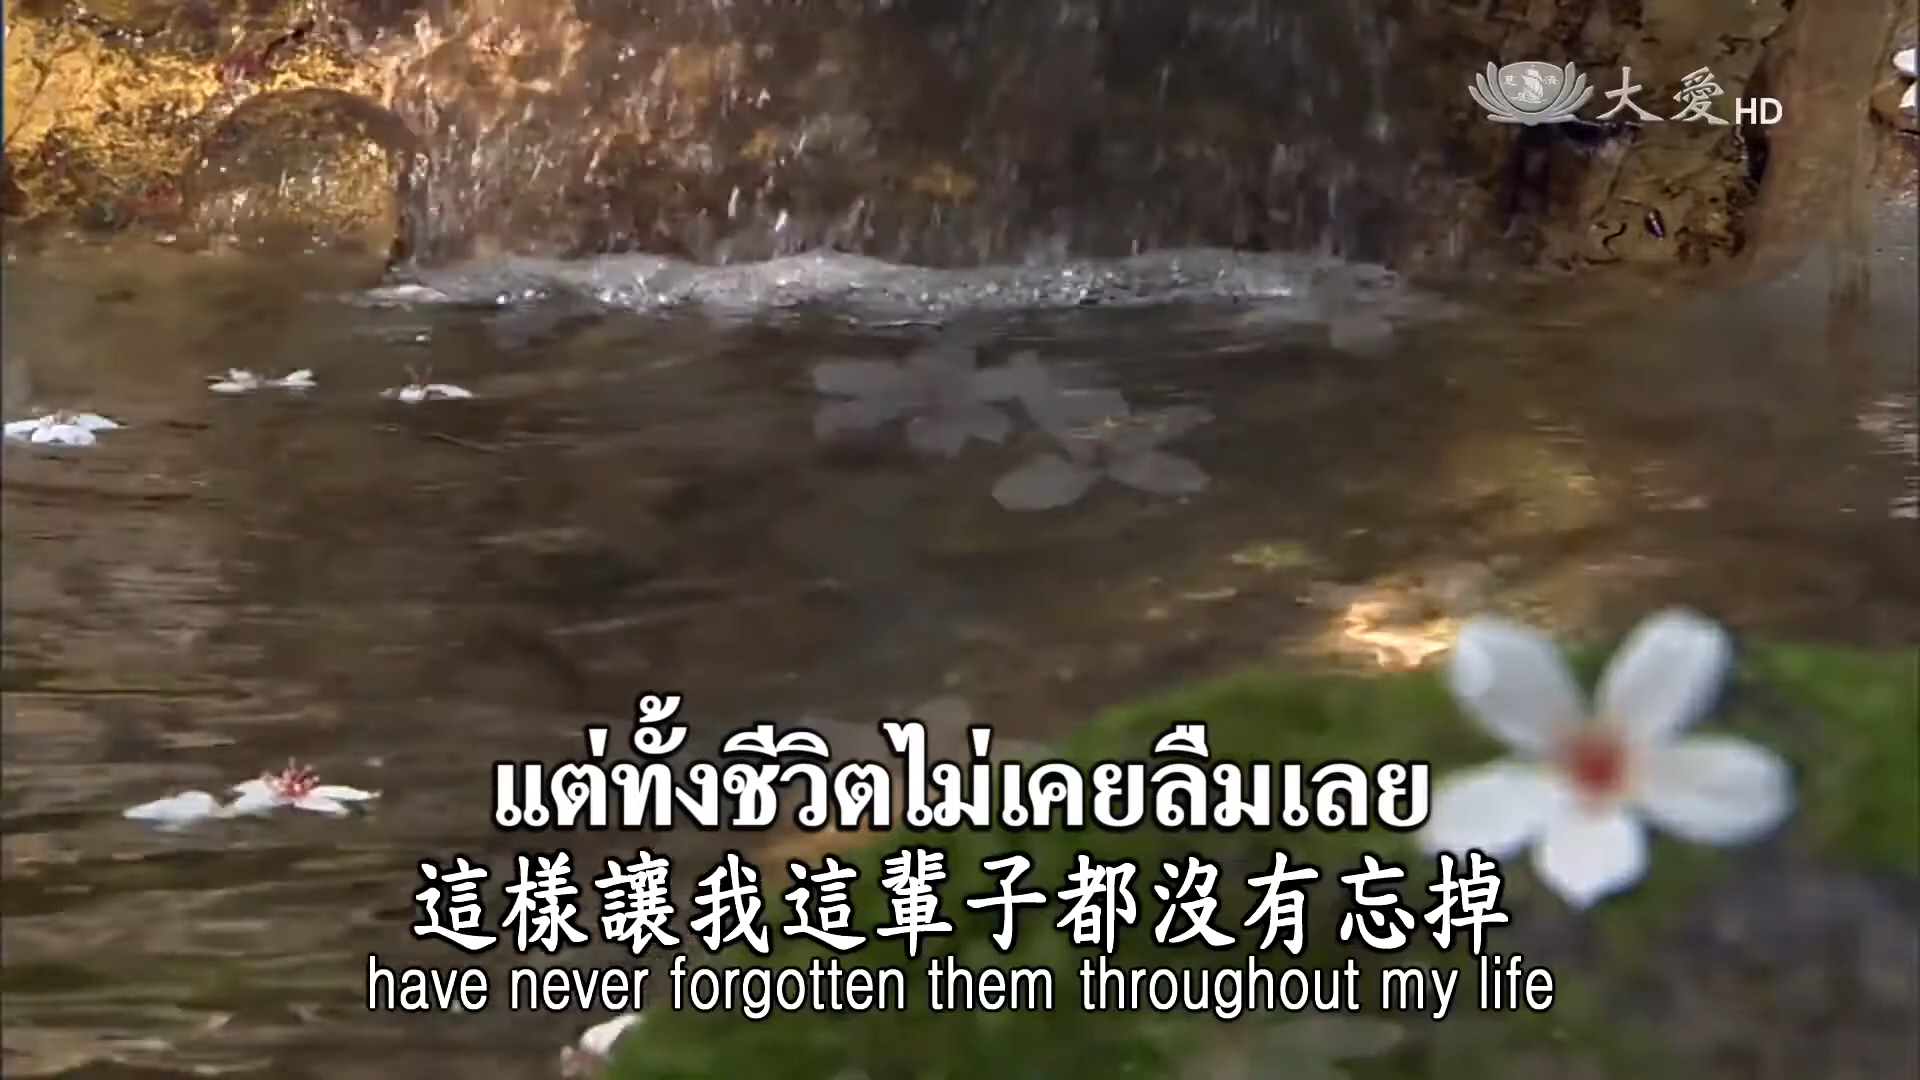 大愛HD
แต่ทั้งชีวิตไม่เคยลืมเลย
這樣讓我這輩子都沒有忘掉
have never forgotten them throughout my life